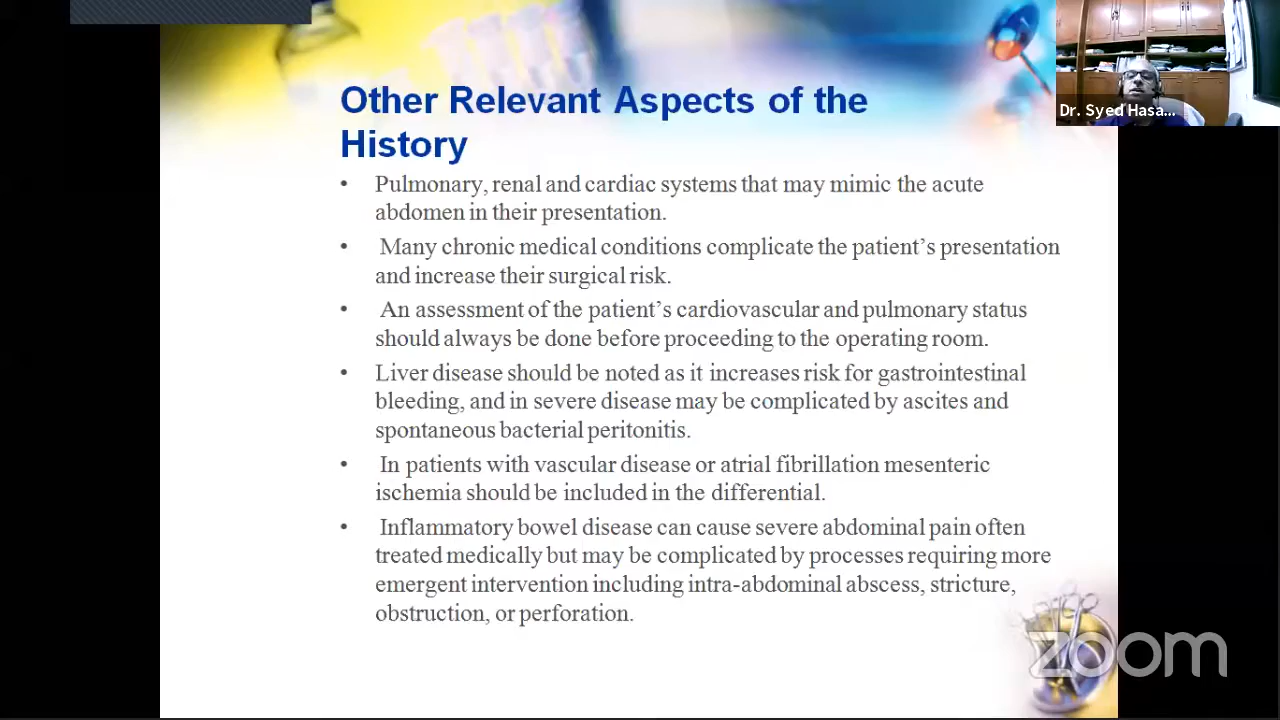 Other Relevant Aspects of the
History
• Pulmonary, renal and cardiac systems that may mimic the acute
abdomen in their presentation.
• Many chronic medical conditions complicate the patient's presentation
and increase their surgical risk.
• An assessment of the patient's cardiovascular and pulmonary status
should always be done before proceeding to the operating room.
• Liver disease should be noted as it increases risk for gastrointestinal
bleeding, and in severe disease may be complicated by ascites and
spontaneous bacterial peritonitis.
• In patients with vascular disease or atrial fibrillation mesenteric
ischemia should be included in the differential.
• Inflammatory bowel disease can cause severe abdominal pain often
treated medically but may be complicated by processes requiring more
emergent intervention including intra-abdominal abscess, stricture,
obstruction, or perforation.
Dr. Syed Hasa...
zoom